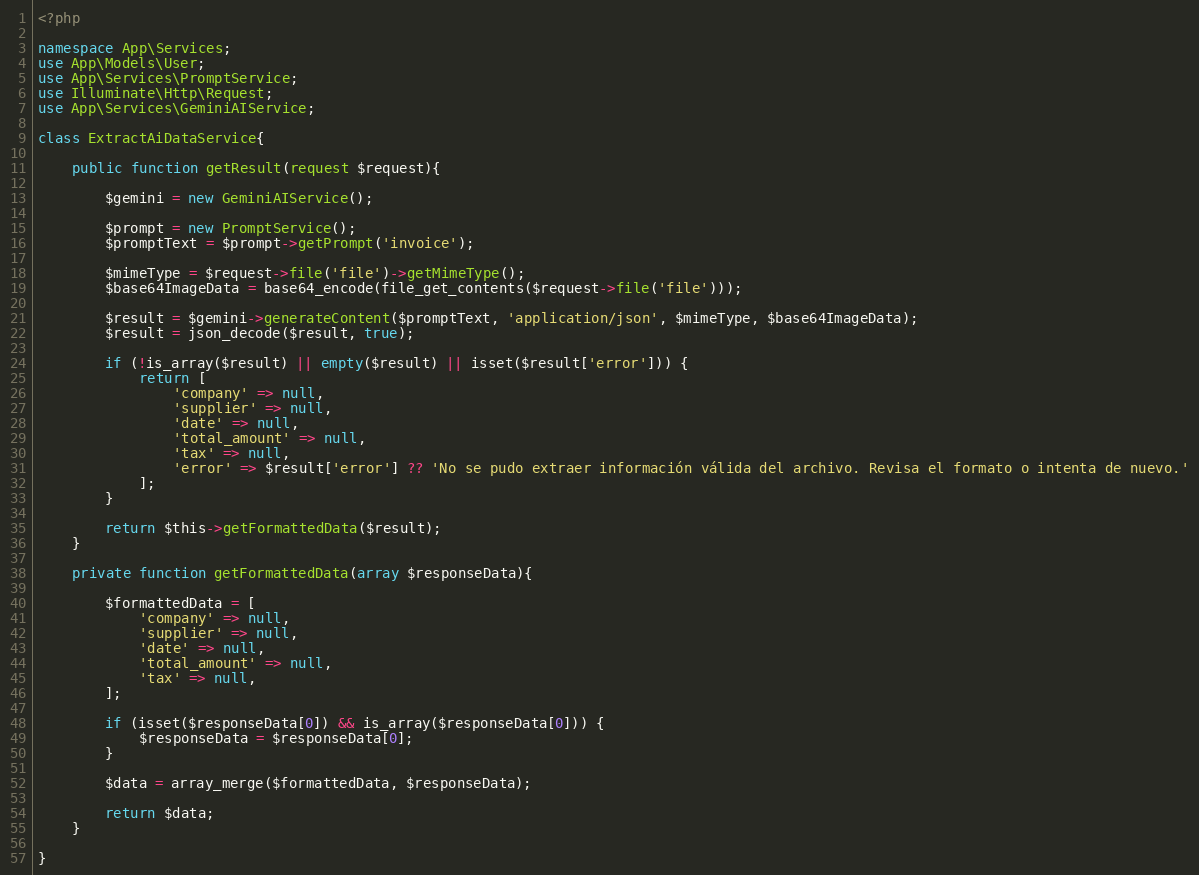 1 <?php
2
3 namespace App\Services;
4 use App\Models\User;
5 use App\Services\PromptService;
6 use Illuminate\Http\Request;
7 use App\Services\GeminiAIService;
8
9 class ExtractAiDataService{
10
11     public function getResult(request $request){
12
13         $gemini = new GeminiAIService();
14
15         $prompt = new PromptService();
16         $promptText = $prompt->getPrompt('invoice');
17
18         $mimeType = $request->file('file')->getMimeType();
19         $base64ImageData = base64_encode(file_get_contents($request->file('file')));
20
21         $result = $gemini->generateContent($promptText, 'application/json', $mimeType, $base64ImageData);
22         $result = json_decode($result, true);
23
24         if (!is_array($result) || empty($result) || isset($result['error'])) {
25             return [
26                 'company' => null,
27                 'supplier' => null,
28                 'date' => null,
29                 'total_amount' => null,
30                 'tax' => null,
31                 'error' => $result['error'] ?? 'No se pudo extraer información válida del archivo. Revisa el formato o intenta de nuevo.'
32             ];
33         }
34
35         return $this->getFormattedData($result);
36     }
37
38     private function getFormattedData(array $responseData){
39
40         $formattedData = [
41             'company' => null,
42             'supplier' => null,
43             'date' => null,
44             'total_amount' => null,
45             'tax' => null,
46         ];
47
48         if (isset($responseData[0]) && is_array($responseData[0])) {
49             $responseData = $responseData[0];
50         }
51
52         $data = array_merge($formattedData, $responseData);
53
54         return $data;
55     }
56
57 }